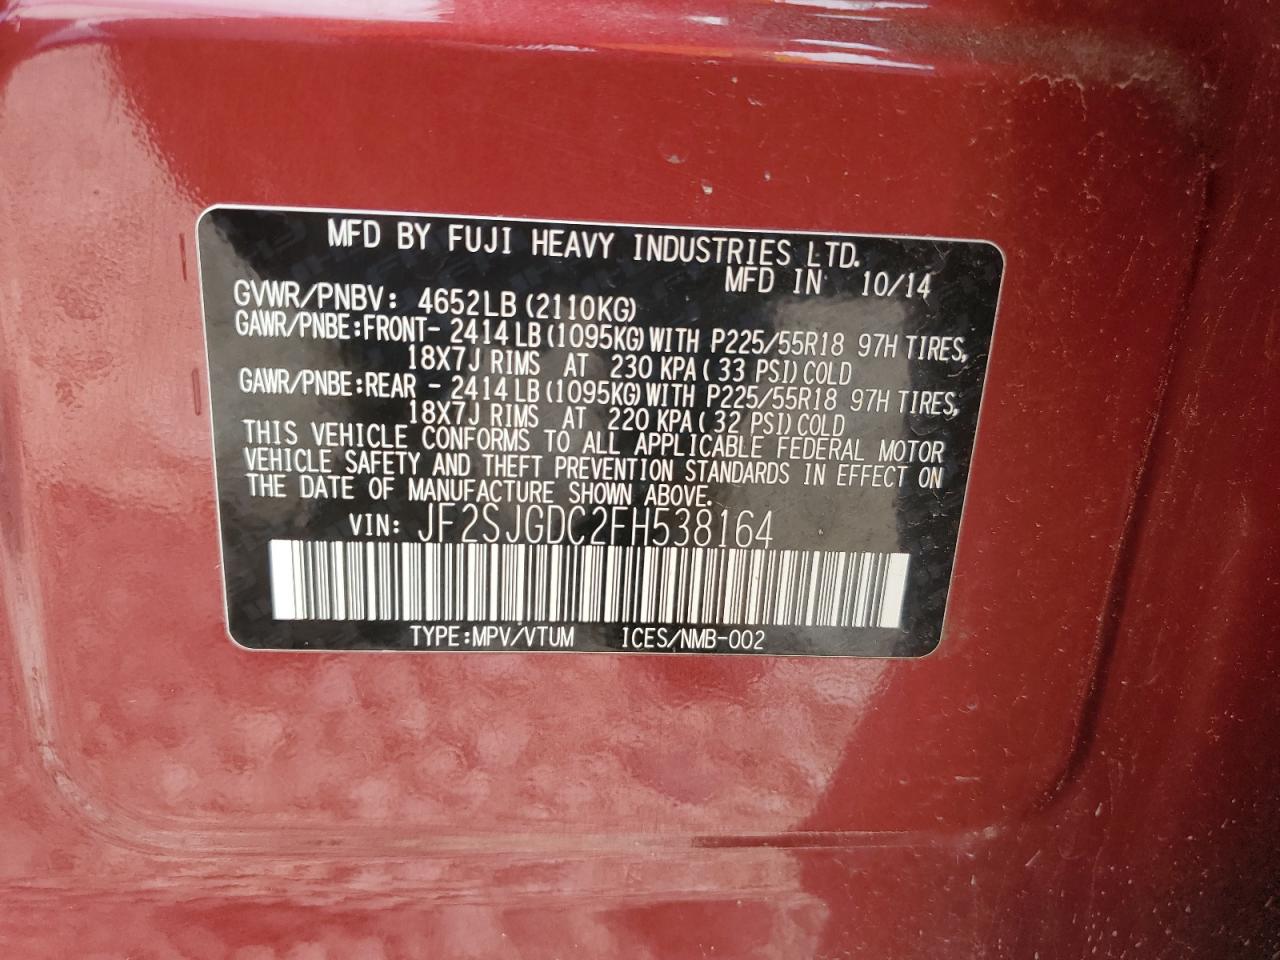 MFD BY FUJI HEAVY INDUSTRIES LTD.
MFD IN 10/14
GVWR/PNBV: 4652LB (2110KG)
GAWR/PNBE:FRONT- 2414 LB (1095KG) WITH P225/55R18 97H TIRES,
18X7J RIMS AT 230 KPA ( 33 PSI) COLD
GAWR/PNBE:REAR - 2414 LB (1095KG) WITH P225/55R18 97H TIRES,
18X7J RIMS AT 220 KPA ( 32 PSI) COLD
THIS VEHICLE CONFORMS TO ALL APPLICABLE FEDERAL MOTOR
VEHICLE SAFETY AND THEFT PREVENTION STANDARDS IN EFFECT ON
THE DATE OF MANUFACTURE SHOWN ABOVE.
VIN: JF2SJGDC2FH538164
TYPE:MPV/VTUM ICES/NMB-002